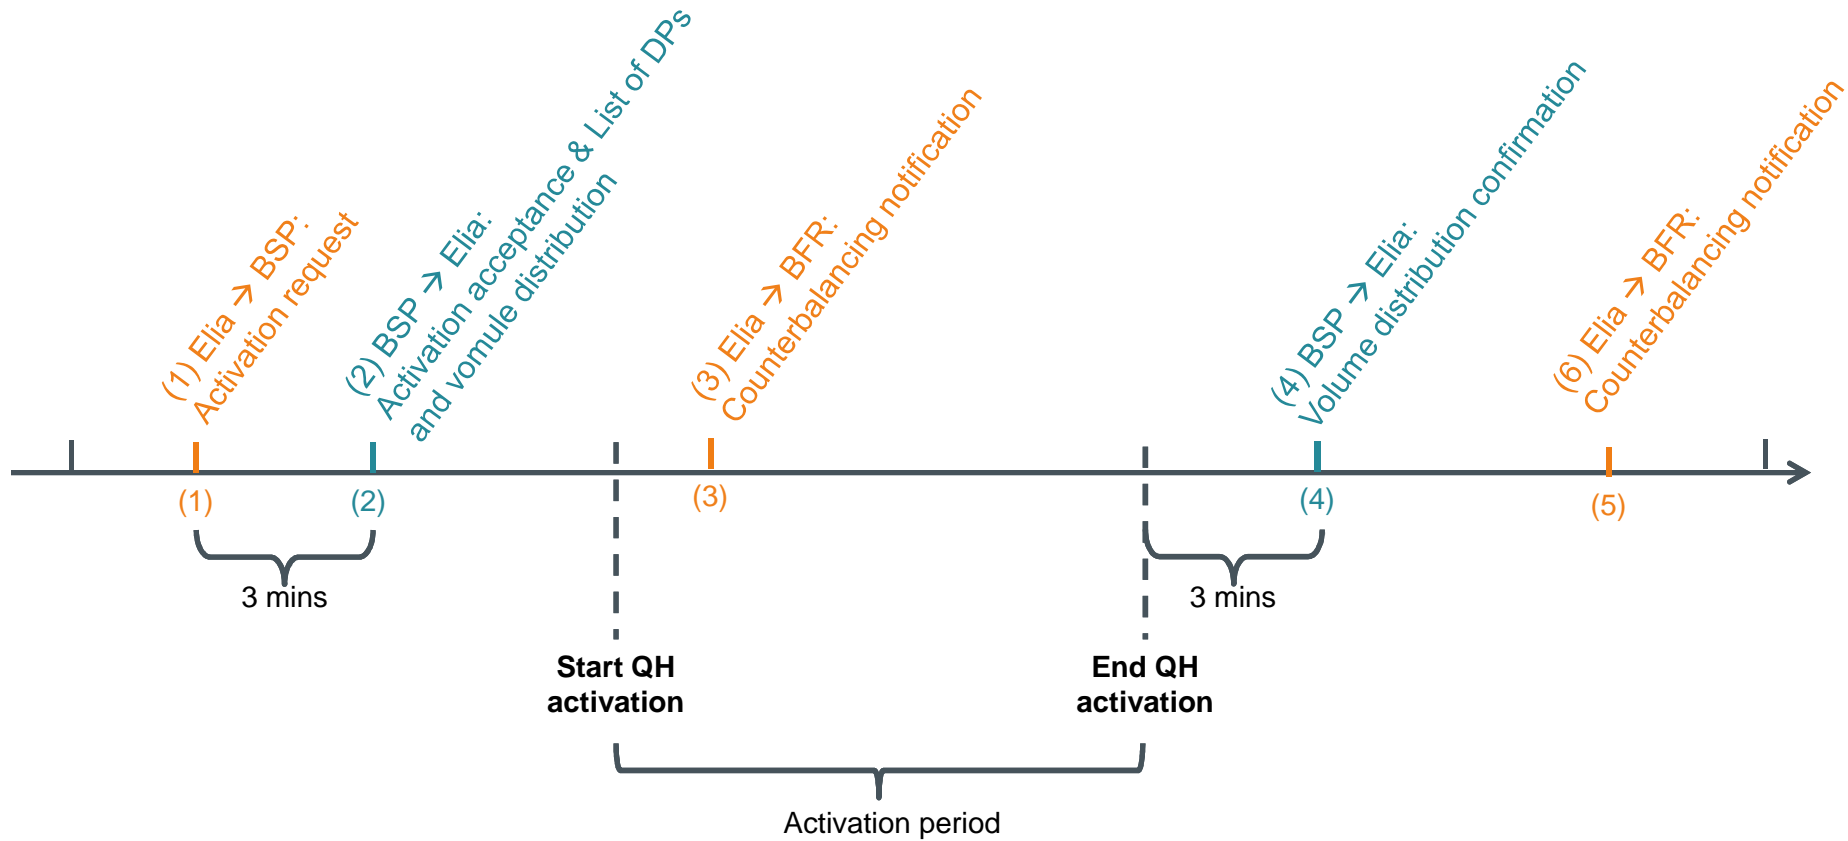 (1) Elia → BSP:
Activation request
(2) BSP → Elia:
Activation acceptance & List of DPs
and vomule distribution
(3) Elia → BFR:
Counterbalancing notification
(4) BSP → Elia:
Volume distribution confirmation
(6) Elia → BFR:
Counterbalancing notification
(1)
(2)
(3)
(4)
(5)
3 mins
3 mins
Start QH
activation
End QH
activation
Activation period